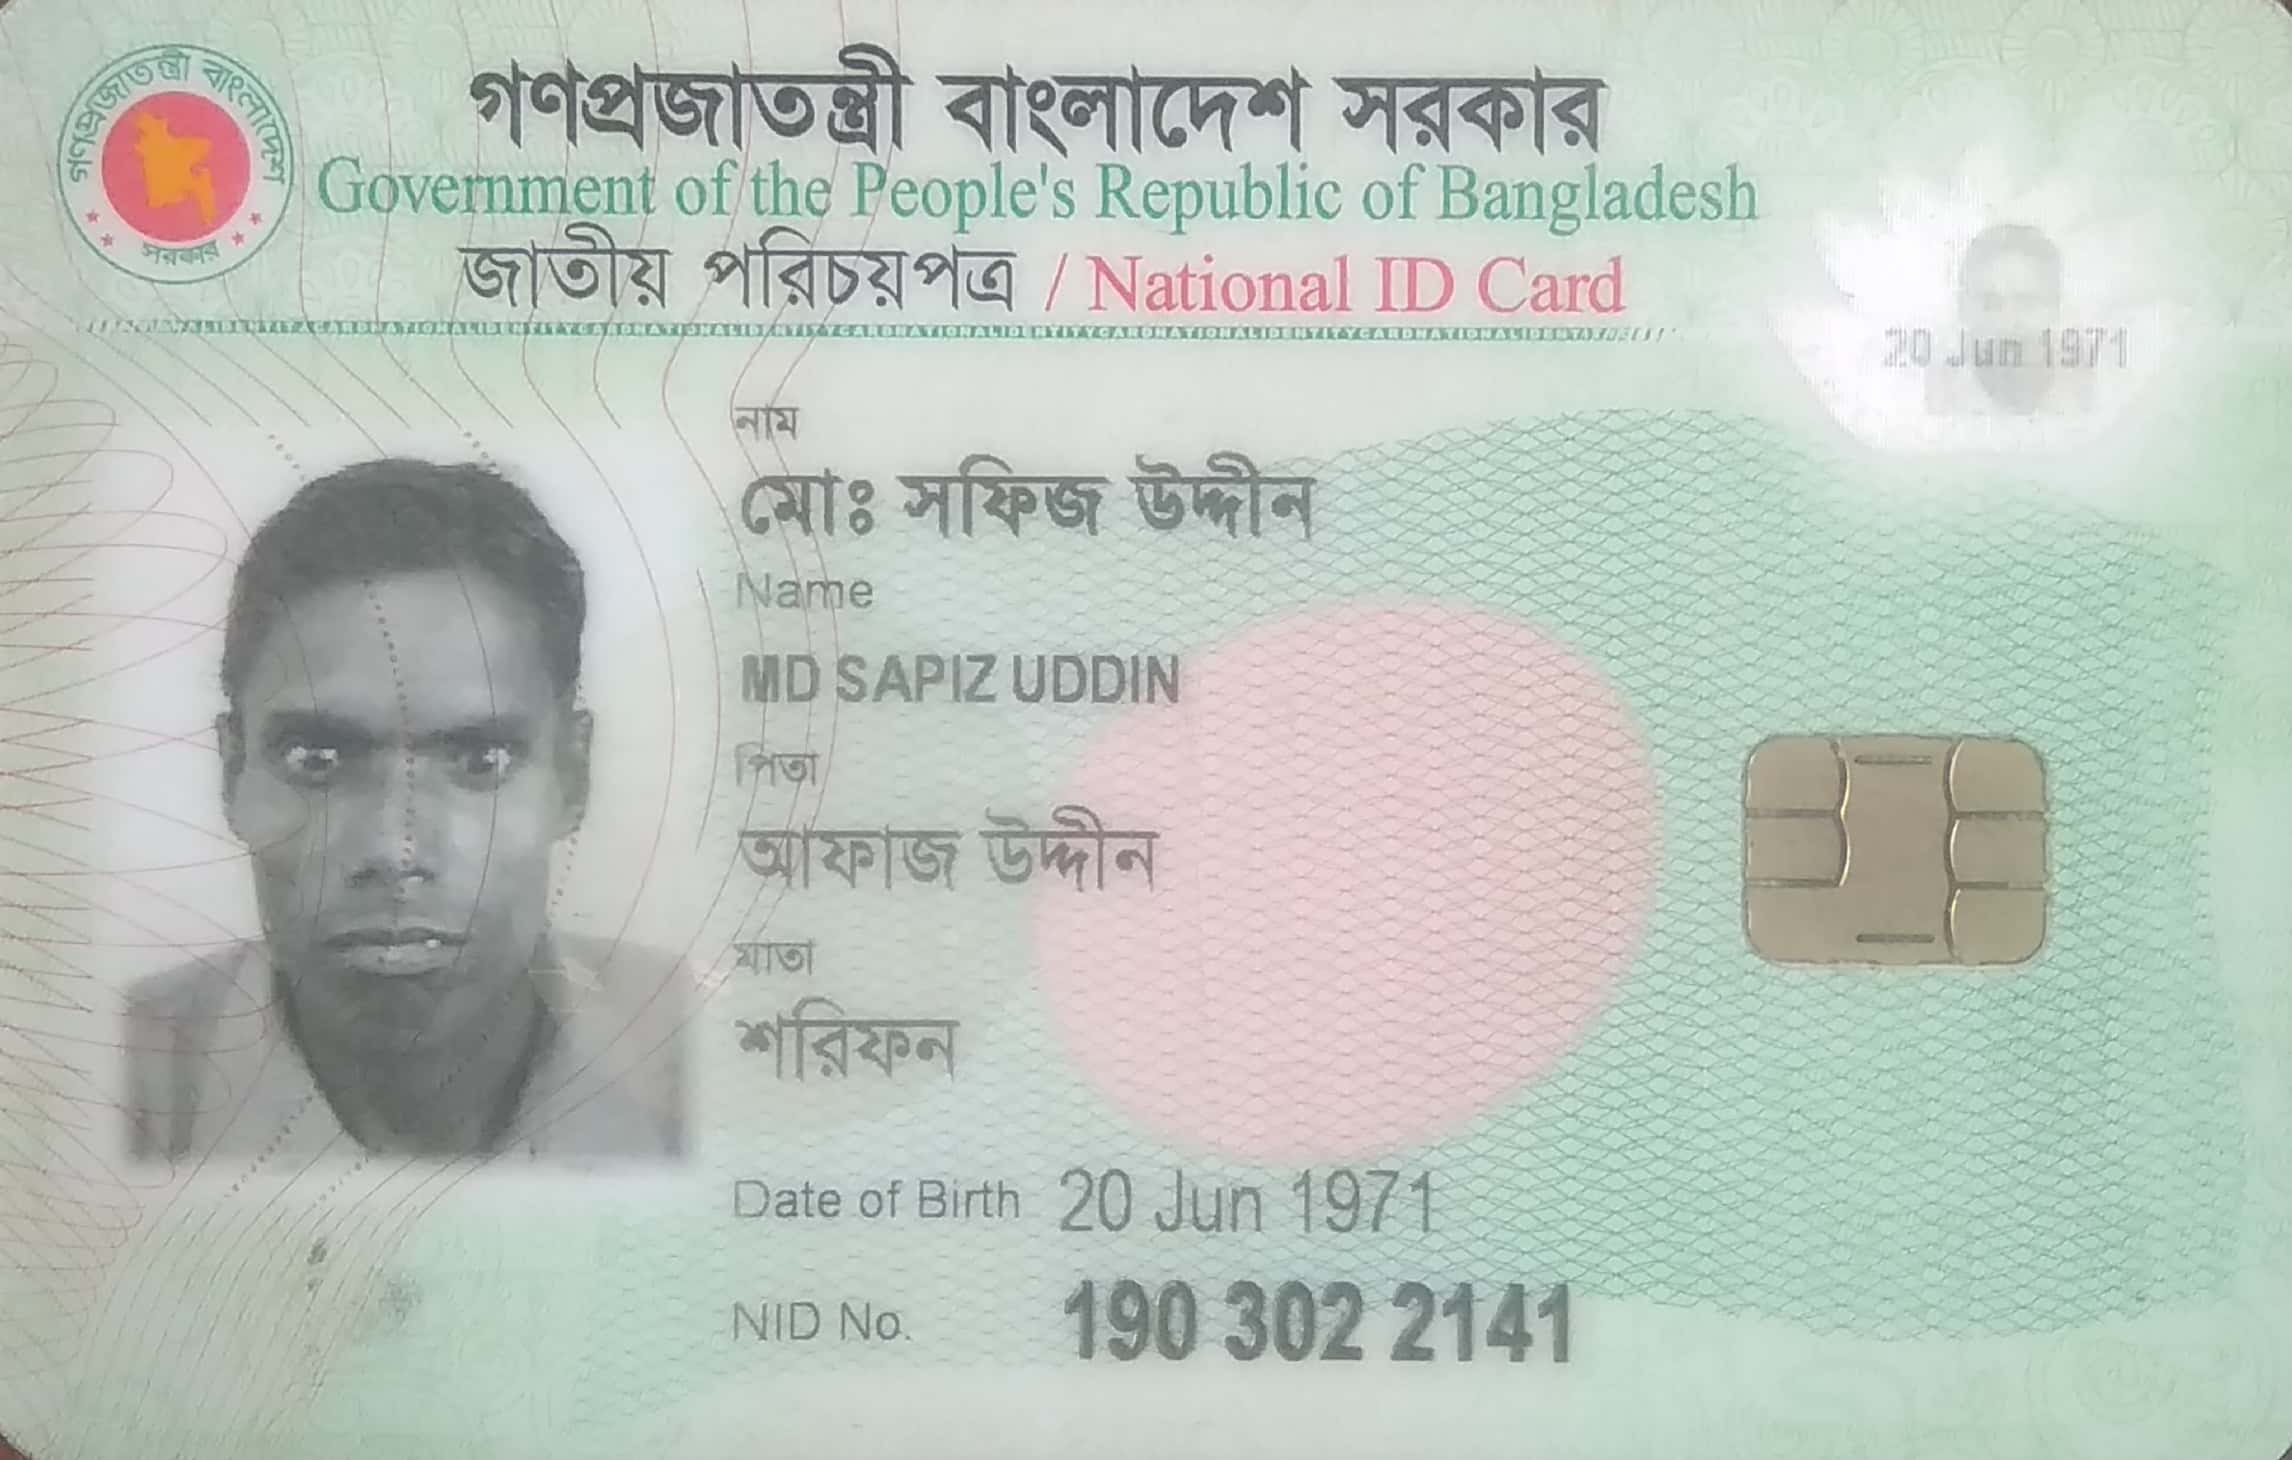 গণপ্রজাতন্ত্রী বাংলাদেশ
সরকার
গণপ্রজাতন্ত্রী বাংলাদেশ সরকার
Government of the People's Republic of Bangladesh
জাতীয় পরিচয়পত্র / National ID Card
20 Jun 1971
নাম
মোঃ সফিজ উদ্দীন
Name
MD SAPIZ UDDIN
পিতা
আফাজ উদ্দীন
মাতা
শরিফন
Date of Birth 20 Jun 1971
NID No. 190 302 2141